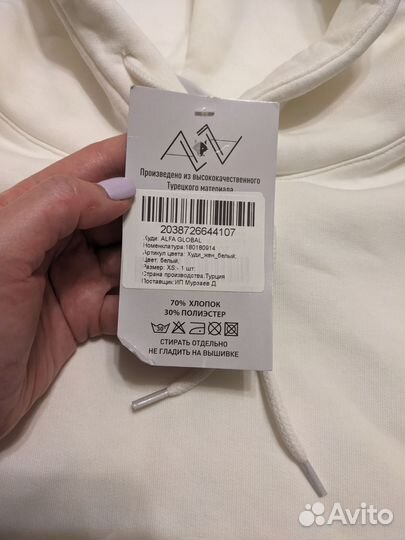 Произведено из высококачественного
Турецкого материала
2038726644107
Худи: ALFA GLOBAL
Номенклатура:180180914
Артикул цвета: Худи_жен_белый;
Цвет: белый;
Размер: XS - 1 шт.
Страна производства:Турция
Поставщик:ИП Мурзаев Д.
70% ХЛОПОК
30% ПОЛИЭСТЕР
СТИРАТЬ ОТДЕЛЬНО
НЕ ГЛАДИТЬ НА ВЫШИВКЕ
Avito